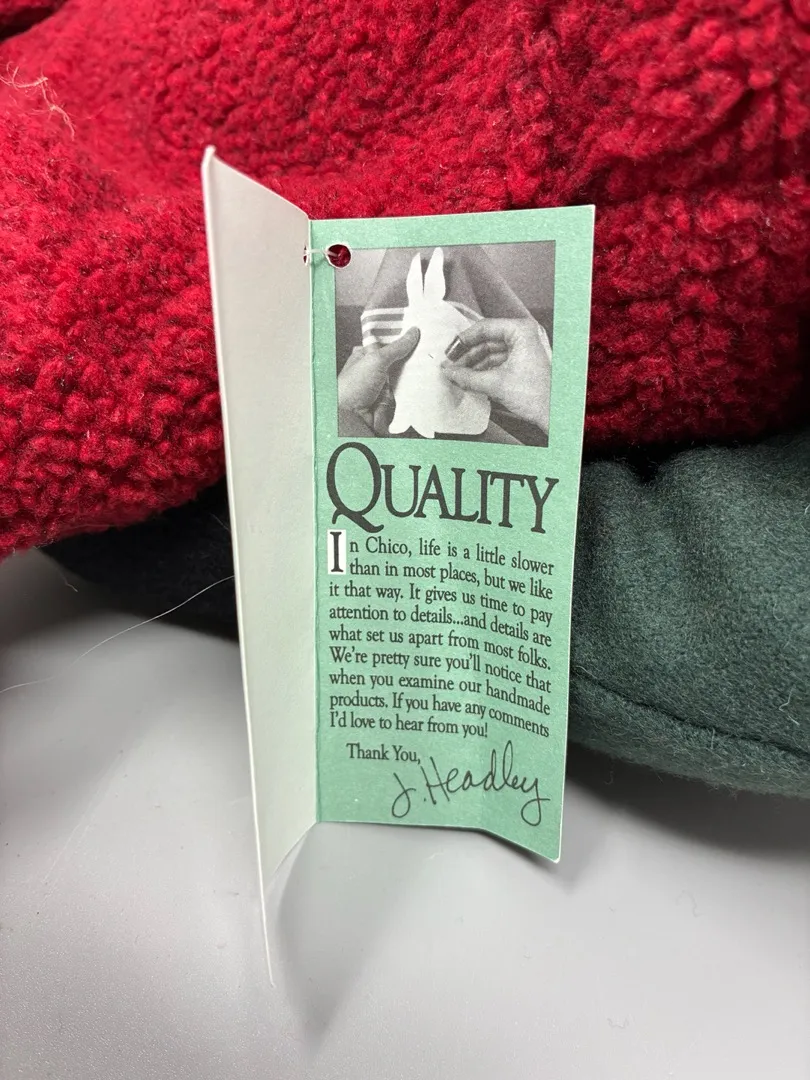 QUALITY
In Chico, life is a little slower
than in most places, but we like
it that way. It gives us time to pay
attention to details...and details are
what set us apart from most folks.
We're pretty sure you'll notice that
when you examine our handmade
products. If you have any comments
I'd love to hear from you!
Thank You,
J. Headley